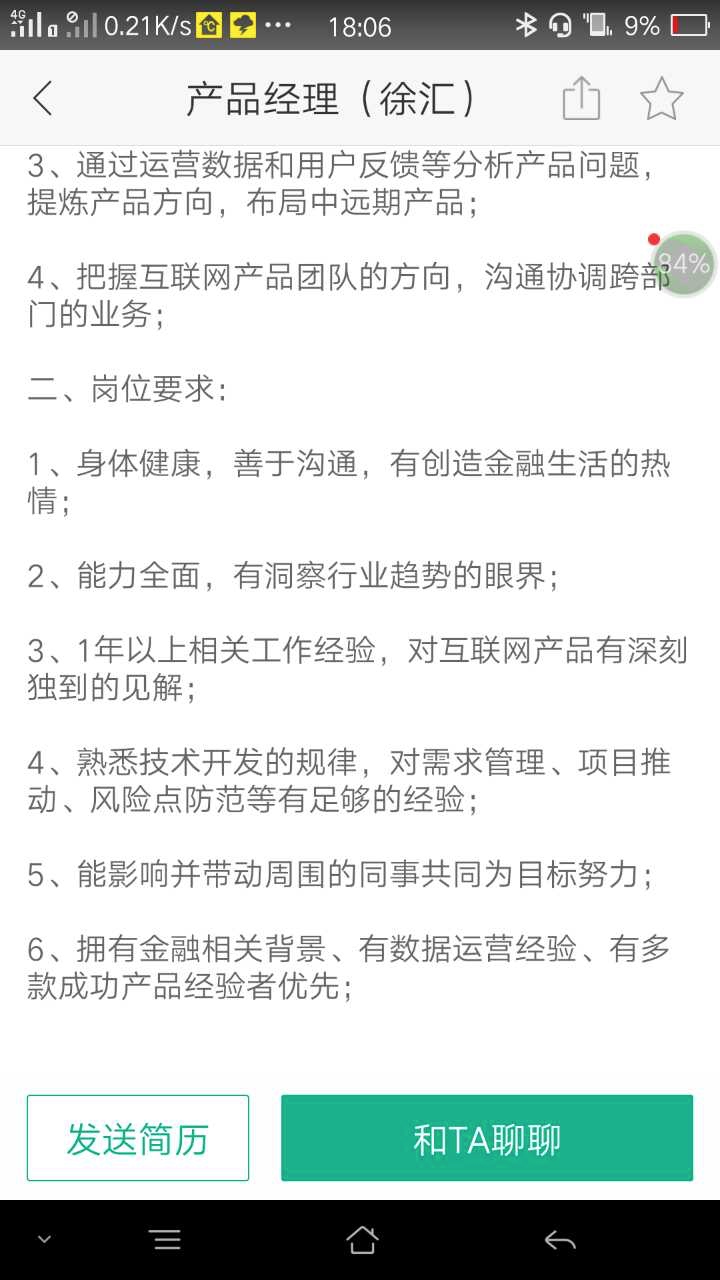 4G 1 0.21K/s ℃ ••• 18:06 9%
产品经理（徐汇）
3、通过运营数据和用户反馈等分析产品问题，
提炼产品方向，布局中远期产品；
84%
4、把握互联网产品团队的方向，沟通协调跨部
门的业务；
二、岗位要求：
1、身体健康，善于沟通，有创造金融生活的热
情；
2、能力全面，有洞察行业趋势的眼界；
3、1年以上相关工作经验，对互联网产品有深刻
独到的见解；
4、熟悉技术开发的规律，对需求管理、项目推
动、风险点防范等有足够的经验；
5、能影响并带动周围的同事共同为目标努力；
6、拥有金融相关背景、有数据运营经验、有多
款成功产品经验者优先；
发送简历 和TA聊聊